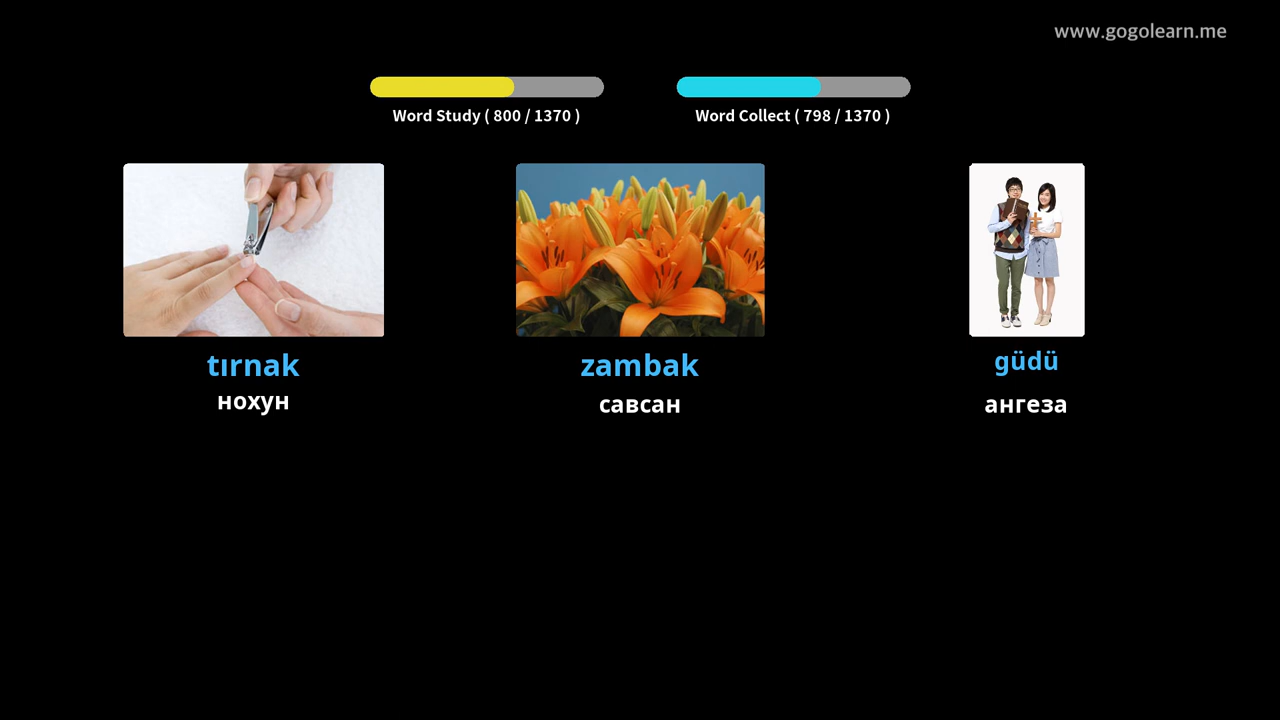 www.gogolearn.me
Word Study ( 800 / 1370 )
Word Collect ( 798 / 1370 )
tırnak
нохун
zambak
савсан
güdü
ангеза